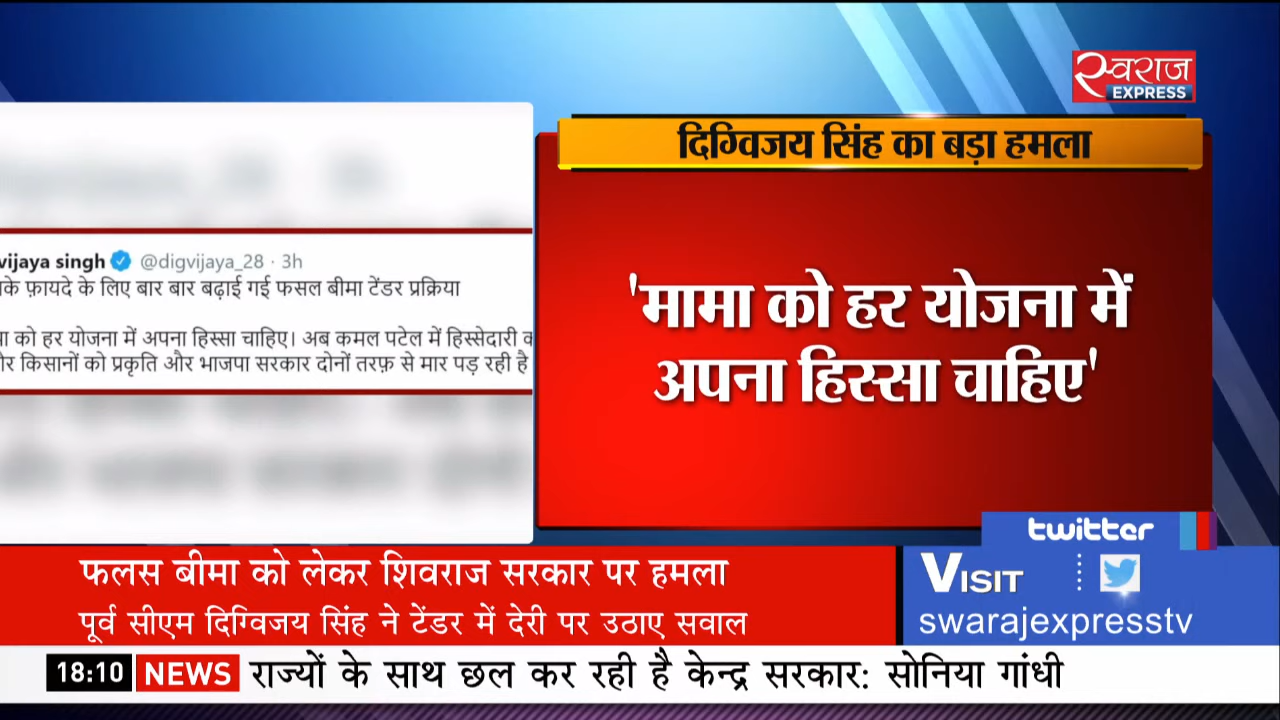 स्वराज
EXPRESS
दिग्विजय सिंह का बड़ा हमला
vijaya singh @digvijaya_28 · 3h
के फ़ायदे के लिए बार बार बढ़ाई गई फसल बीमा टेंडर प्रक्रिया
को हर योजना में अपना हिस्सा चाहिए। अब कमल पटेल में हिस्सेदारी
किसानों को प्रकृति और भाजपा सरकार दोनों तरफ़ से मार पड़ रही है
'मामा को हर योजना में
अपना हिस्सा चाहिए'
twitter
फलस बीमा को लेकर शिवराज सरकार पर हमला
पूर्व सीएम दिग्विजय सिंह ने टेंडर में देरी पर उठाए सवाल
VISIT
swarajexpresstv
18:10 NEWS राज्यों के साथ छल कर रही है केन्द्र सरकार: सोनिया गांधी